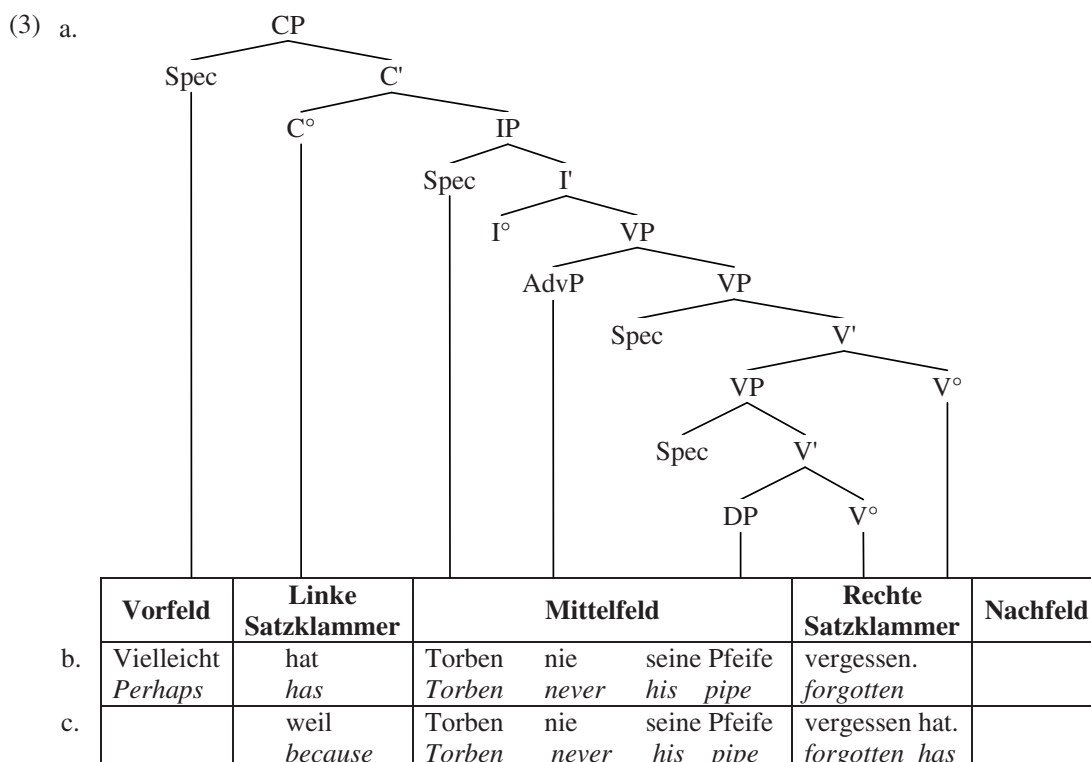 (3) a. CP
Spec C'
C° IP
Spec I'
I° VP
AdvP VP
Spec V'
VP V°
Spec V'
DP V°
Vorfeld Linke Satzklammer Mittelfeld Rechte Satzklammer Nachfeld
b. Vielleicht hat Torben nie seine Pfeife vergessen.
Perhaps has Torben never his pipe forgotten
c. weil Torben nie seine Pfeife vergessen hat.
because Torben never his pipe forgotten has